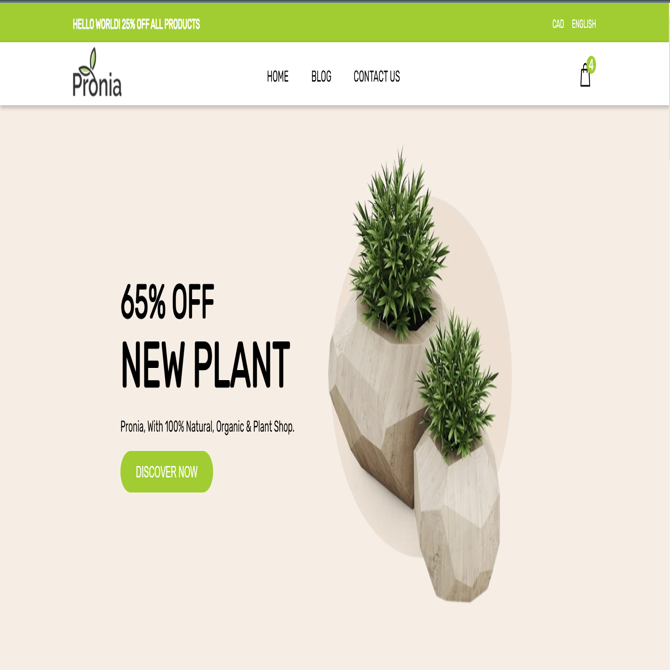 HELLO WORLD! 25% OFF ALL PRODUCTS
CAD ENGLISH
Pronia
HOME BLOG CONTACT US
4
65% OFF
NEW PLANT
Pronia, With 100% Natural, Organic & Plant Shop.
DISCOVER NOW